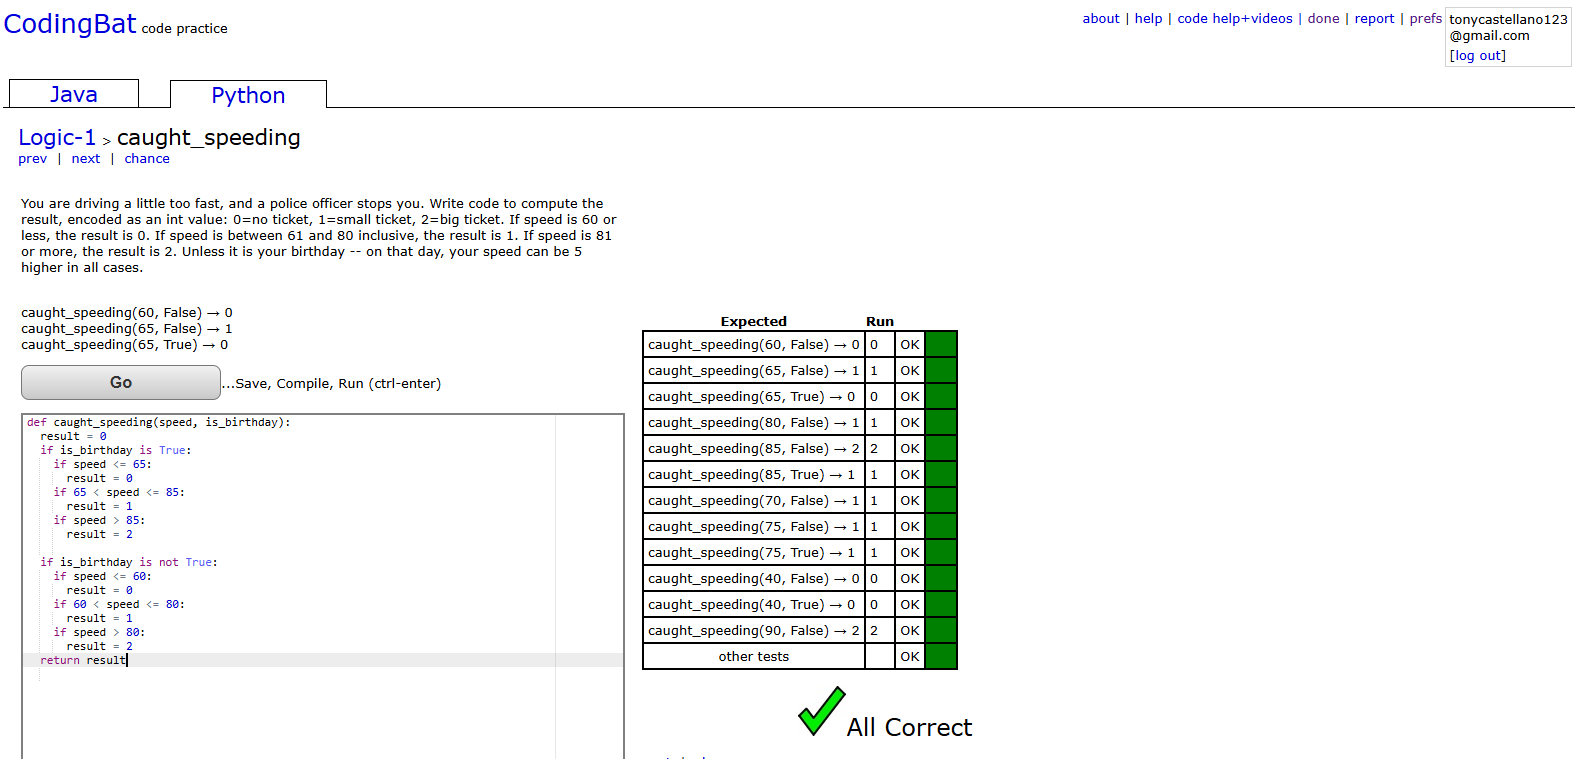 CodingBat code practice
about | help | code help+videos | done | report | prefs
tonycastellano123
@gmail.com
[log out]
Java
Python
Logic-1 > caught_speeding
prev | next | chance
You are driving a little too fast, and a police officer stops you. Write code to compute the
result, encoded as an int value: 0=no ticket, 1=small ticket, 2=big ticket. If speed is 60 or
less, the result is 0. If speed is between 61 and 80 inclusive, the result is 1. If speed is 81
or more, the result is 2. Unless it is your birthday -- on that day, your speed can be 5
higher in all cases.
caught_speeding(60, False) → 0
caught_speeding(65, False) → 1
caught_speeding(65, True) → 0
Go ...Save, Compile, Run (ctrl-enter)
def caught_speeding(speed, is_birthday):
  result = 0
  if is_birthday is True:
    if speed <= 65:
      result = 0
    if 65 < speed <= 85:
      result = 1
    if speed > 85:
      result = 2
  if is_birthday is not True:
    if speed <= 60:
      result = 0
    if 60 < speed <= 80:
      result = 1
    if speed > 80:
      result = 2
  return result
Expected Run
caught_speeding(60, False) → 0 0 OK
caught_speeding(65, False) → 1 1 OK
caught_speeding(65, True) → 0 0 OK
caught_speeding(80, False) → 1 1 OK
caught_speeding(85, False) → 2 2 OK
caught_speeding(85, True) → 1 1 OK
caught_speeding(70, False) → 1 1 OK
caught_speeding(75, False) → 1 1 OK
caught_speeding(75, True) → 1 1 OK
caught_speeding(40, False) → 0 0 OK
caught_speeding(40, True) → 0 0 OK
caught_speeding(90, False) → 2 2 OK
other tests OK
All Correct